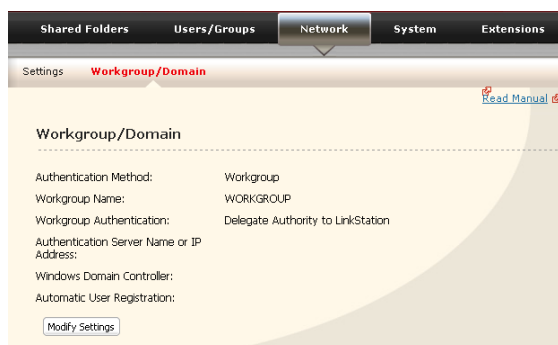 Shared Folders Users/Groups Network System Extensions
Settings Workgroup/Domain
Read Manual
Workgroup/Domain
Authentication Method: Workgroup
Workgroup Name: WORKGROUP
Workgroup Authentication: Delegate Authority to LinkStation
Authentication Server Name or IP
Address:
Windows Domain Controller:
Automatic User Registration:
Modify Settings